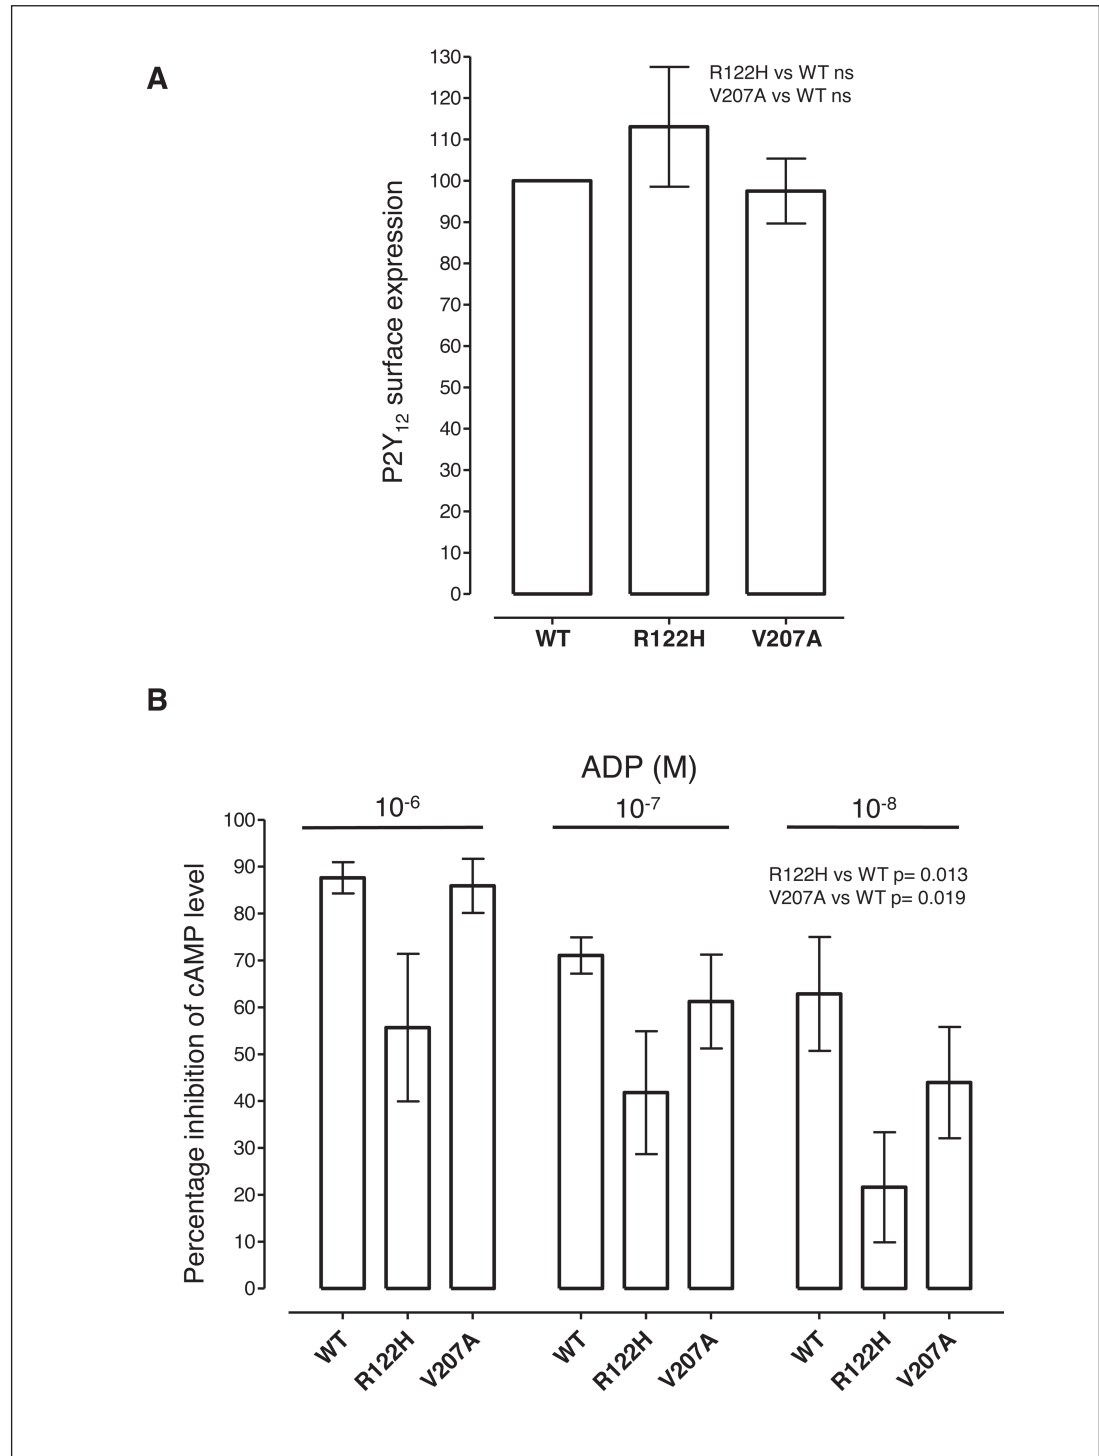 A
130
120
110
100
90
80
70
60
50
40
30
20
10
0
P2Y12 surface expression
R122H vs WT ns
V207A vs WT ns
WT R122H V207A
B
ADP (M)
10-6 10-7 10-8
100
90
80
70
60
50
40
30
20
10
0
Percentage inhibition of cAMP level
R122H vs WT p= 0.013
V207A vs WT p= 0.019
WT R122H V207A WT R122H V207A WT R122H V207A